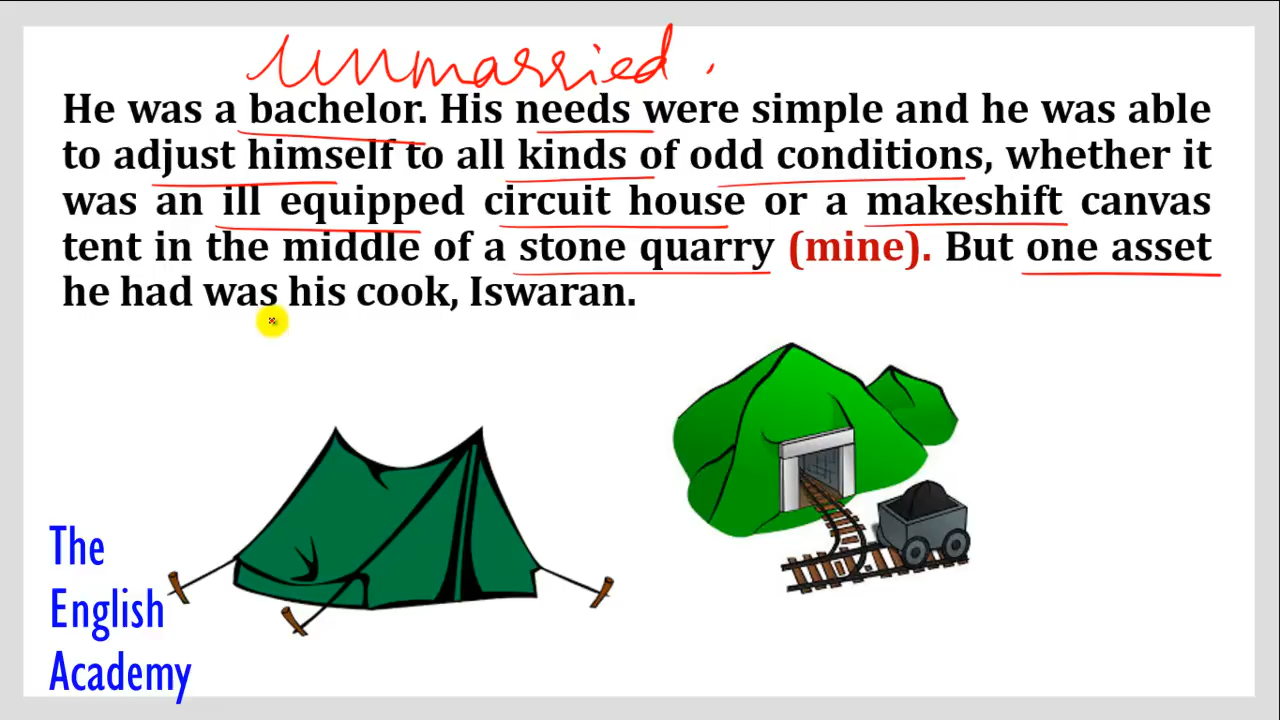 Unmarried.
He was a bachelor. His needs were simple and he was able
to adjust himself to all kinds of odd conditions, whether it
was an ill equipped circuit house or a makeshift canvas
tent in the middle of a stone quarry (mine). But one asset
he had was his cook, Iswaran.
The
English
Academy